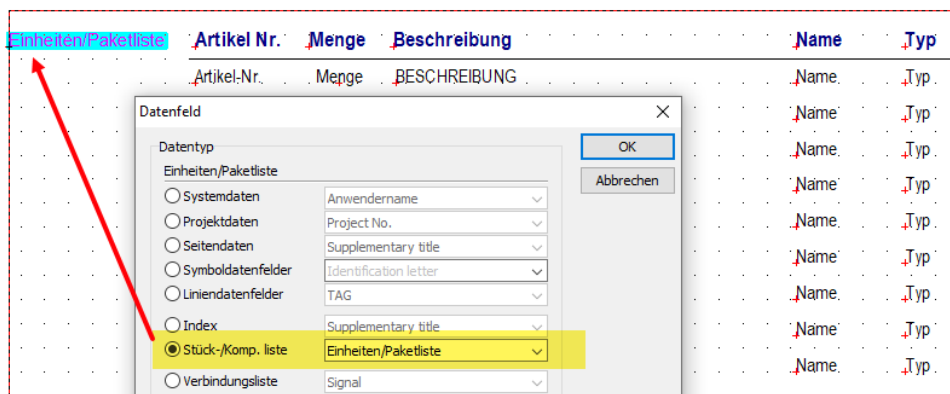 Einheiten/Paketliste Artikel Nr. Menge Beschreibung Name Typ
Artikel-Nr. Menge BESCHREIBUNG Name Typ
Datenfeld
Name Typ
Datentyp OK
Name Typ
Einheiten/Paketliste
Abbrechen
Systemdaten Anwendername Name Typ
Projektdaten Project No. Name Typ
Seitendaten Supplementary title
Symboldatenfelder Identification letter Name Typ
Liniendatenfelder TAG Name Typ
Index Supplementary title Name Typ
Stück-/Komp. liste Einheiten/Paketliste
Name Typ
Verbindungsliste Signal